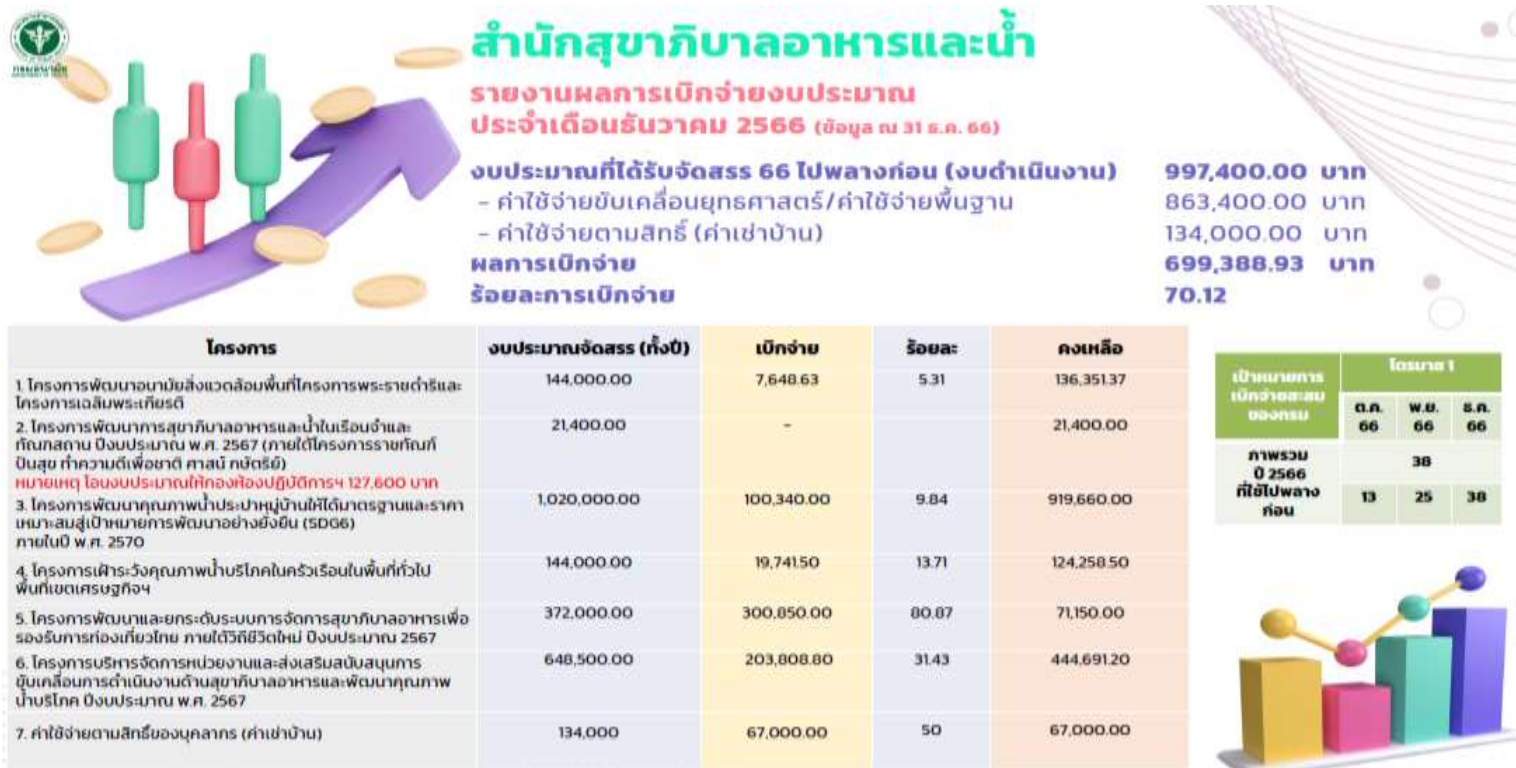 กรมอนามัย
สำนักสุขาภิบาลอาหารและน้ำ
รายงานผลการเบิกจ่ายงบประมาณ
ประจำเดือนธันวาคม 2566 (ข้อมูล ณ 31 ธ.ค. 66)
งบประมาณที่ได้รับจัดสรร 66 ไปพลางก่อน (งบดำเนินงาน) 997,400.00 บาท
- ค่าใช้จ่ายขับเคลื่อนยุทธศาสตร์/ค่าใช้จ่ายพื้นฐาน 863,400.00 บาท
- ค่าใช้จ่ายตามสิทธิ์ (ค่าเช่าบ้าน) 134,000.00 บาท
ผลการเบิกจ่าย 699,388.93 บาท
ร้อยละการเบิกจ่าย 70.12
โครงการ งบประมาณจัดสรร (ทั้งปี) เบิกจ่าย ร้อยละ คงเหลือ
1. โครงการพัฒนาอนามัยสิ่งแวดล้อมพื้นที่โครงการพระราชดำริและ 144,000.00 7,648.63 5.31 136,351.37
โครงการเฉลิมพระเกียรติ
2. โครงการพัฒนาการสุขาภิบาลอาหารและน้ำในเรือนจำและ 21,400.00 - 21,400.00
ทัณฑสถาน ปีงบประมาณ พ.ศ. 2567 (ภายใต้โครงการราชทัณฑ์
ปันสุข ทำความดีเพื่อชาติ ศาสน์ กษัตริย์)
หมายเหตุ โอนงบประมาณให้กองห้องปฏิบัติการฯ 127,600 บาท
3. โครงการพัฒนาคุณภาพน้ำประปาหมู่บ้านให้ได้มาตรฐานและราคา 1,020,000.00 100,340.00 9.84 919,660.00
เหมาะสมสู่เป้าหมายการพัฒนาอย่างยั่งยืน (SDG6)
ภายในปี พ.ศ. 2570
4. โครงการเฝ้าระวังคุณภาพน้ำบริโภคในครัวเรือนในพื้นที่ทั่วไป 144,000.00 19,741.50 13.71 124,258.50
พื้นที่เขตเศรษฐกิจฯ
5. โครงการพัฒนาและยกระดับระบบการจัดการสุขาภิบาลอาหารเพื่อ 372,000.00 300,850.00 80.87 71,150.00
รองรับการท่องเที่ยวไทย ภายใต้วิถีชีวิตใหม่ ปีงบประมาณ 2567
6. โครงการบริหารจัดการหน่วยงานและส่งเสริมสนับสนุนการ 648,500.00 203,808.80 31.43 444,691.20
ขับเคลื่อนการดำเนินงานด้านสุขาภิบาลอาหารและพัฒนาคุณภาพ
น้ำบริโภค ปีงบประมาณ พ.ศ. 2567
7. ค่าใช้จ่ายตามสิทธิ์ของบุคลากร (ค่าเช่าบ้าน) 134,000 67,000.00 50 67,000.00
เป้าหมายการ ไตรมาส 1
เบิกจ่ายสะสม
ของกรม
ต.ค. พ.ย. ธ.ค.
66 66 66
ภาพรวม 38
ปี 2566
ที่ใช้ไปพลาง 13 25 38
ก่อน